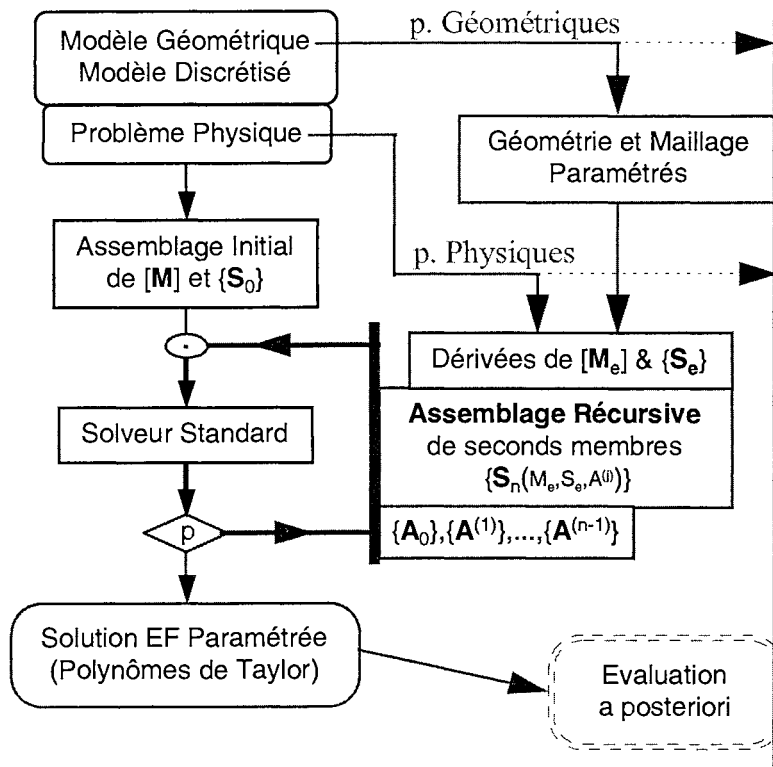 Modèle Géométrique
Modèle Discrétisé
p. Géométriques
Problème Physique
Géométrie et Maillage
Paramétrés
Assemblage Initial
de [M] et {S₀}
p. Physiques
Dérivées de [Mₑ] & {Sₑ}
Assemblage Récursive
de seconds membres
{Sₙ(Mₑ,Sₑ,A⁽ʲ⁾)}
Solveur Standard
p
{A₀},{A⁽¹⁾},...,{A⁽ⁿ⁻¹⁾}
Solution EF Paramétrée
(Polynômes de Taylor)
Evaluation
a posteriori